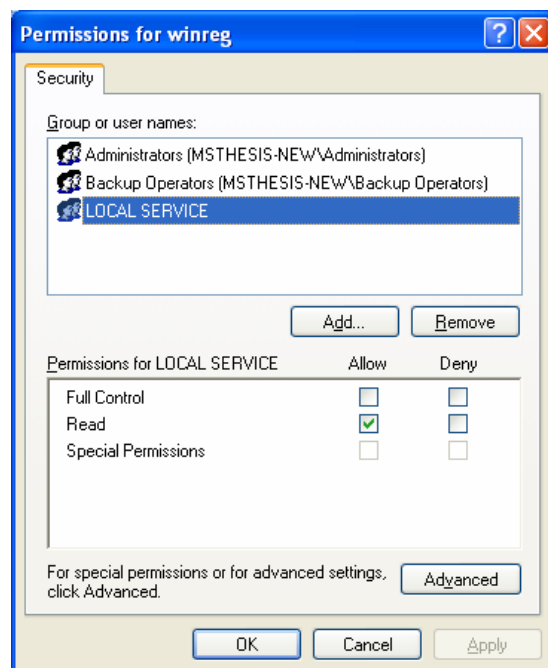 Permissions for winreg
Security
Group or user names:
Administrators (MSTHESIS-NEW\Administrators)
Backup Operators (MSTHESIS-NEW\Backup Operators)
LOCAL SERVICE
Add... Remove
Permissions for LOCAL SERVICE Allow Deny
Full Control
Read
Special Permissions
For special permissions or for advanced settings,
click Advanced.
Advanced
OK Cancel Apply